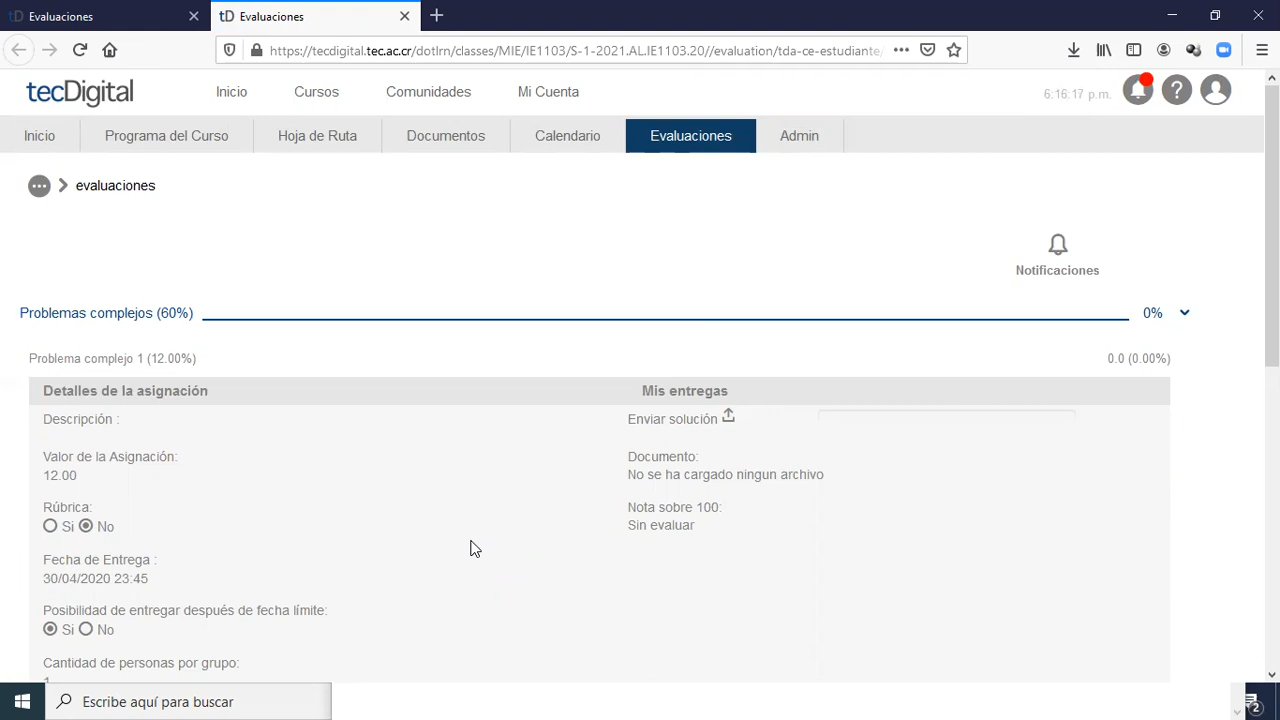 Evaluaciones
tD Evaluaciones
https://tecdigital.tec.ac.cr/dotlrn/classes/MIE/IE1103/S-1-2021.AL.IE1103.20//evaluation/tda-ce-estudiante/
tecDigital Inicio Cursos Comunidades Mi Cuenta 6:16:17 p.m.
Inicio Programa del Curso Hoja de Ruta Documentos Calendario Evaluaciones Admin
evaluaciones
Notificaciones
Problemas complejos (60%) 0%
Problema complejo 1 (12.00%) 0.0 (0.00%)
Detalles de la asignación Mis entregas
Descripción : Enviar solución
Valor de la Asignación: Documento:
12.00 No se ha cargado ningun archivo
Rúbrica: Nota sobre 100:
Si No Sin evaluar
Fecha de Entrega :
30/04/2020 23:45
Posibilidad de entregar después de fecha límite:
Si No
Cantidad de personas por grupo:
Escribe aquí para buscar 2